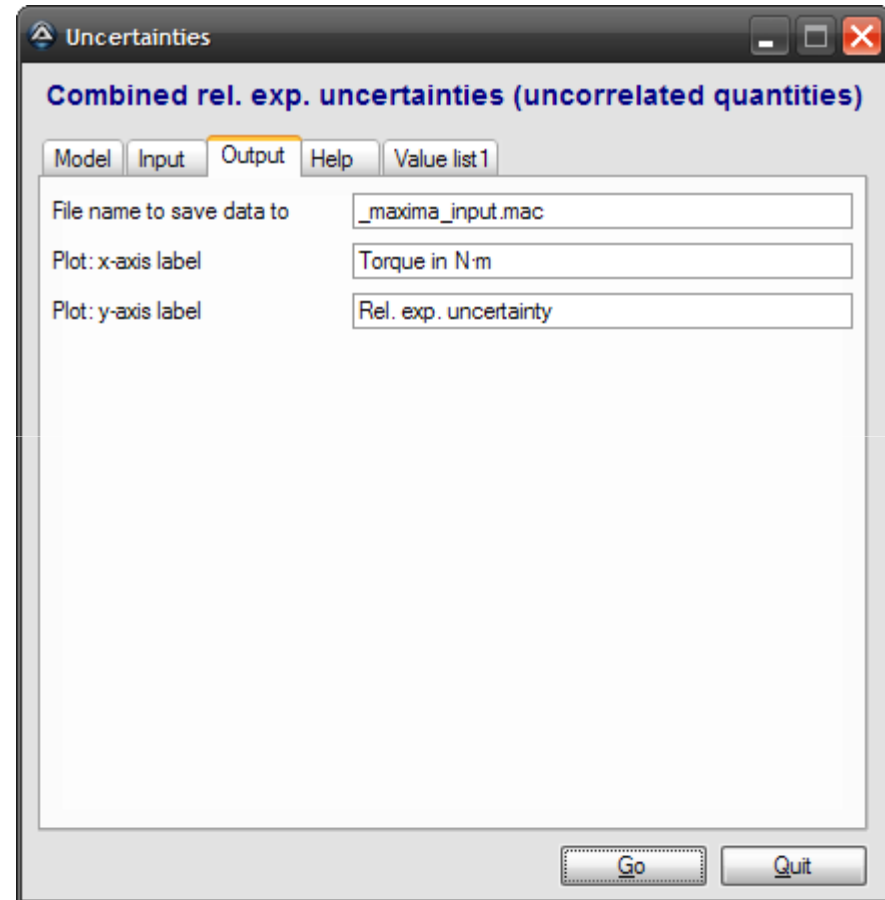 Uncertainties
Combined rel. exp. uncertainties (uncorrelated quantities)
Model Input Output Help Value list1
File name to save data to _maxima_input.mac
Plot: x-axis label Torque in N·m
Plot: y-axis label Rel. exp. uncertainty
Go Quit